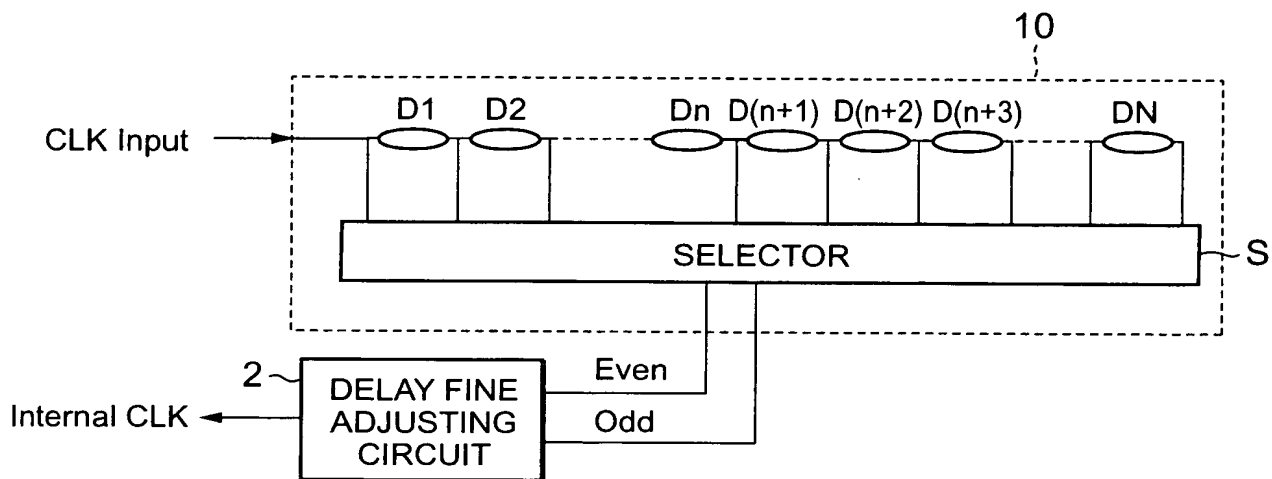 10
D1 D2 Dn D(n+1) D(n+2) D(n+3) DN
CLK Input
SELECTOR
S
2
Even
DELAY FINE
ADJUSTING
CIRCUIT
Internal CLK
Odd